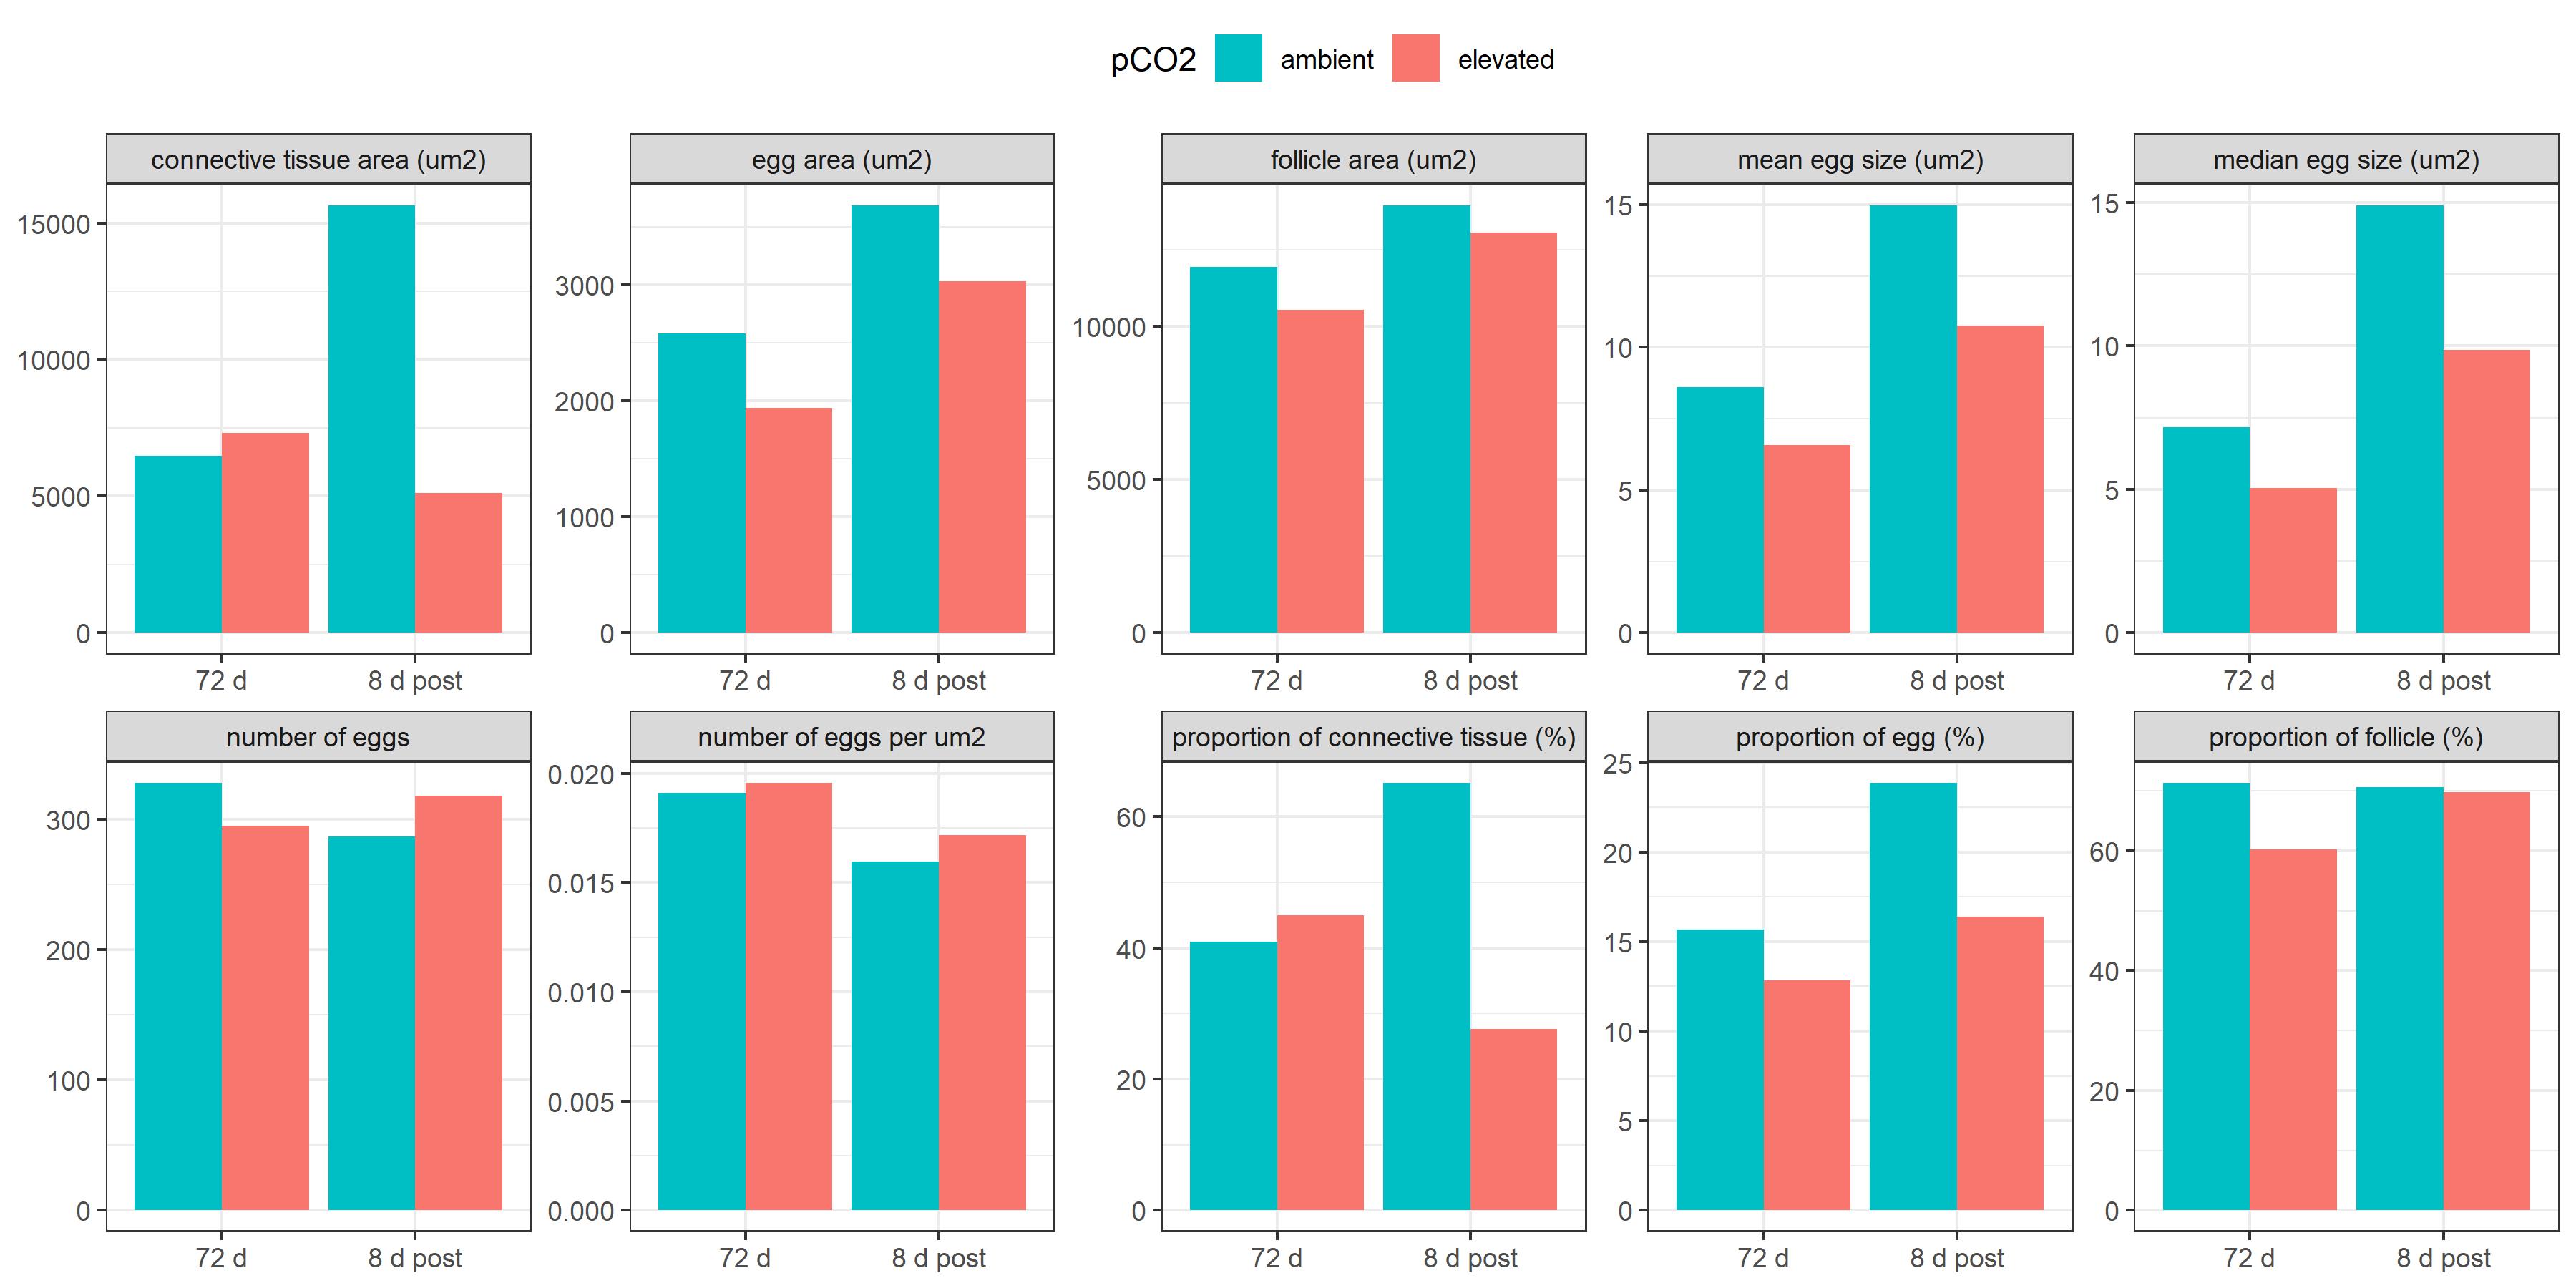 pCO2 ambient elevated
connective tissue area (um2)
15000
10000
5000
0
72 d 8 d post
egg area (um2)
3000
2000
1000
0
72 d 8 d post
follicle area (um2)
10000
5000
0
72 d 8 d post
mean egg size (um2)
15
10
5
0
72 d 8 d post
median egg size (um2)
15
10
5
0
72 d 8 d post
number of eggs
300
200
100
0
72 d 8 d post
number of eggs per um2
0.020
0.015
0.010
0.005
0.000
72 d 8 d post
proportion of connective tissue (%)
60
40
20
0
72 d 8 d post
proportion of egg (%)
25
20
15
10
5
0
72 d 8 d post
proportion of follicle (%)
60
40
20
0
72 d 8 d post